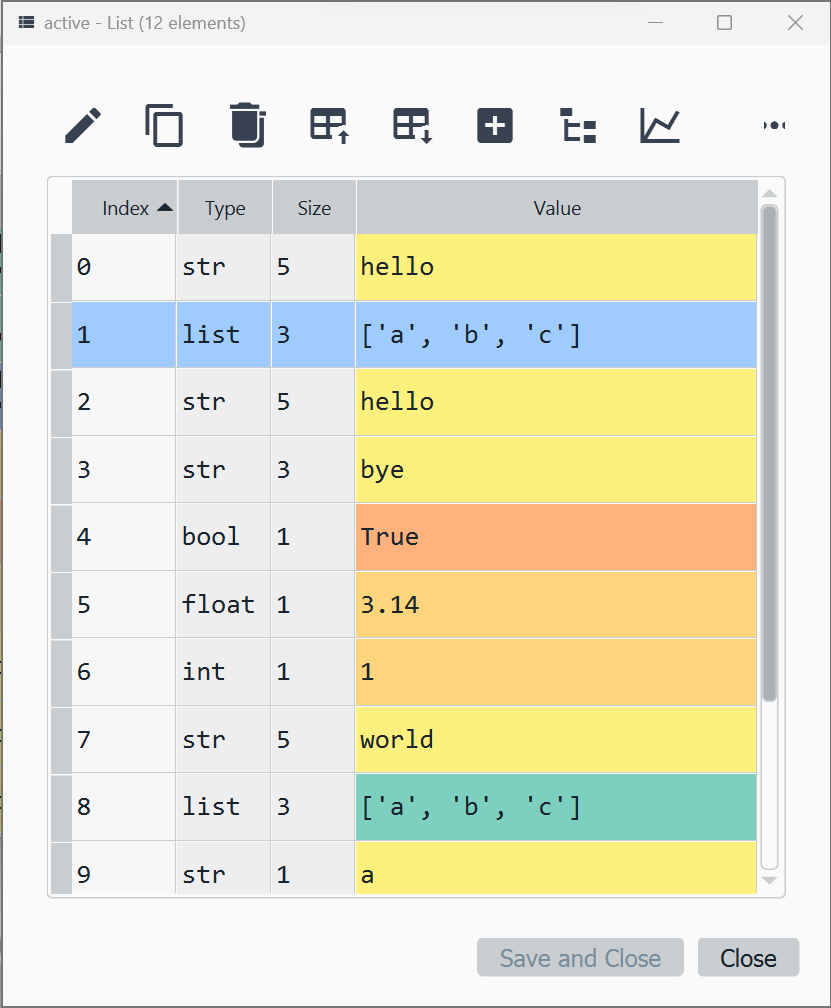 active - List (12 elements)
Index Type Size Value
0 str 5 hello
1 list 3 ['a', 'b', 'c']
2 str 5 hello
3 str 3 bye
4 bool 1 True
5 float 1 3.14
6 int 1 1
7 str 5 world
8 list 3 ['a', 'b', 'c']
9 str 1 a
Save and Close Close